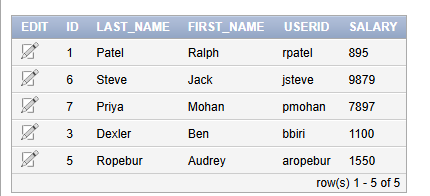 EDIT ID LAST_NAME FIRST_NAME USERID SALARY
1 Patel Ralph rpatel 895
6 Steve Jack jsteve 9879
7 Priya Mohan pmohan 7897
3 Dexler Ben bbiri 1100
5 Ropebur Audrey aropebur 1550
row(s) 1 - 5 of 5